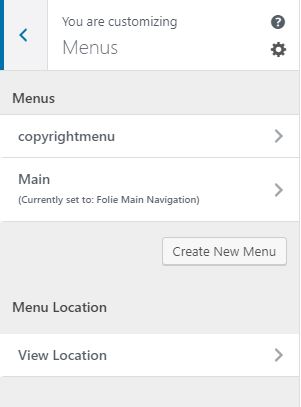 You are customizing
Menus
Menus
copyrightmenu
Main
(Currently set to: Folie Main Navigation)
Create New Menu
Menu Location
View Location